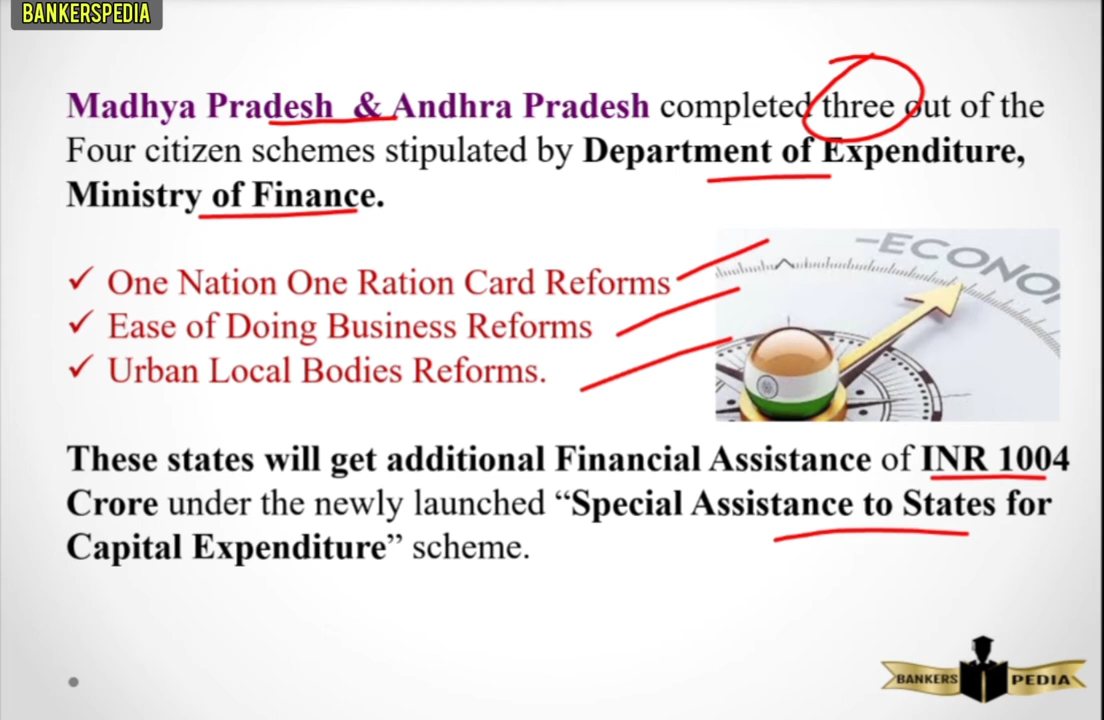 BANKERSPEDIA
Madhya Pradesh & Andhra Pradesh completed three out of the
Four citizen schemes stipulated by Department of Expenditure,
Ministry of Finance.
✓ One Nation One Ration Card Reforms
✓ Ease of Doing Business Reforms
✓ Urban Local Bodies Reforms.
ECONO
These states will get additional Financial Assistance of INR 1004
Crore under the newly launched “Special Assistance to States for
Capital Expenditure” scheme.
BANKERS PEDIA